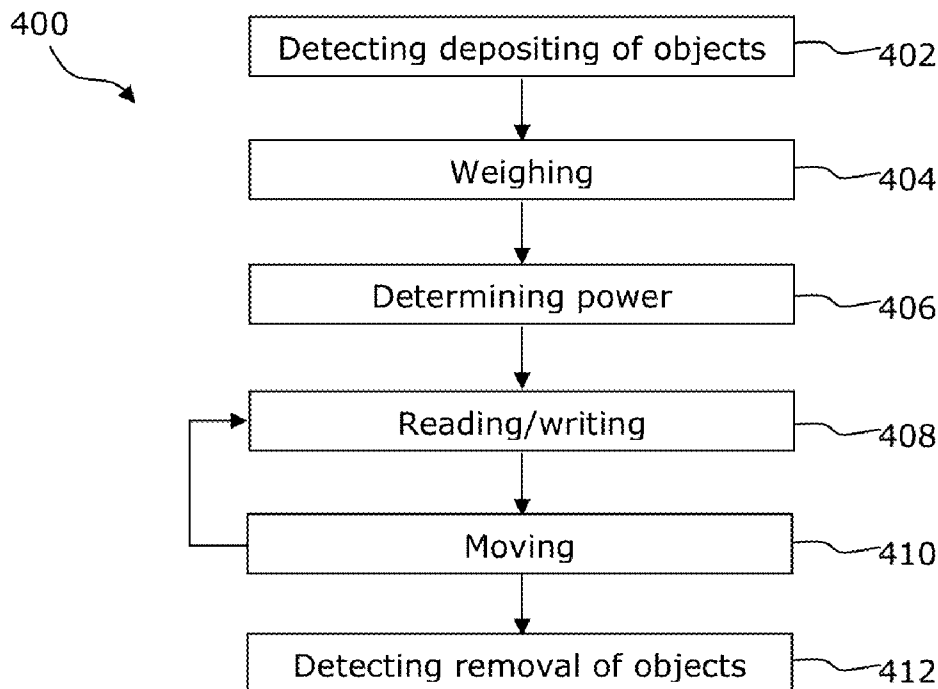 400
Detecting depositing of objects 402
Weighing 404
Determining power 406
Reading/writing 408
Moving 410
Detecting removal of objects 412